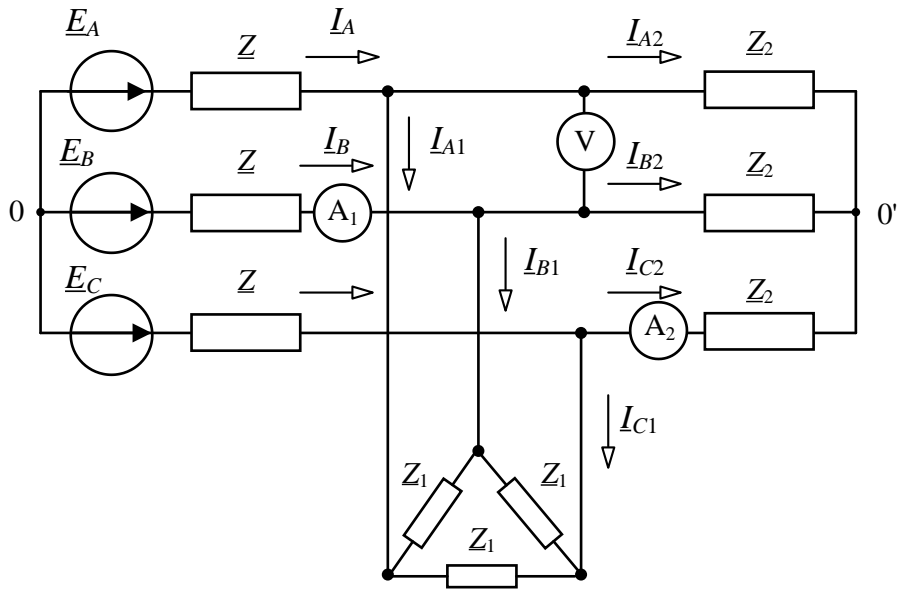 E_A Z I_A I_A2 Z_2
V
E_B Z I_B I_A1 I_B2 Z_2
0 A_1 0'
E_C Z I_B1 I_C2 Z_2
A_2
I_C1
Z_1 Z_1
Z_1